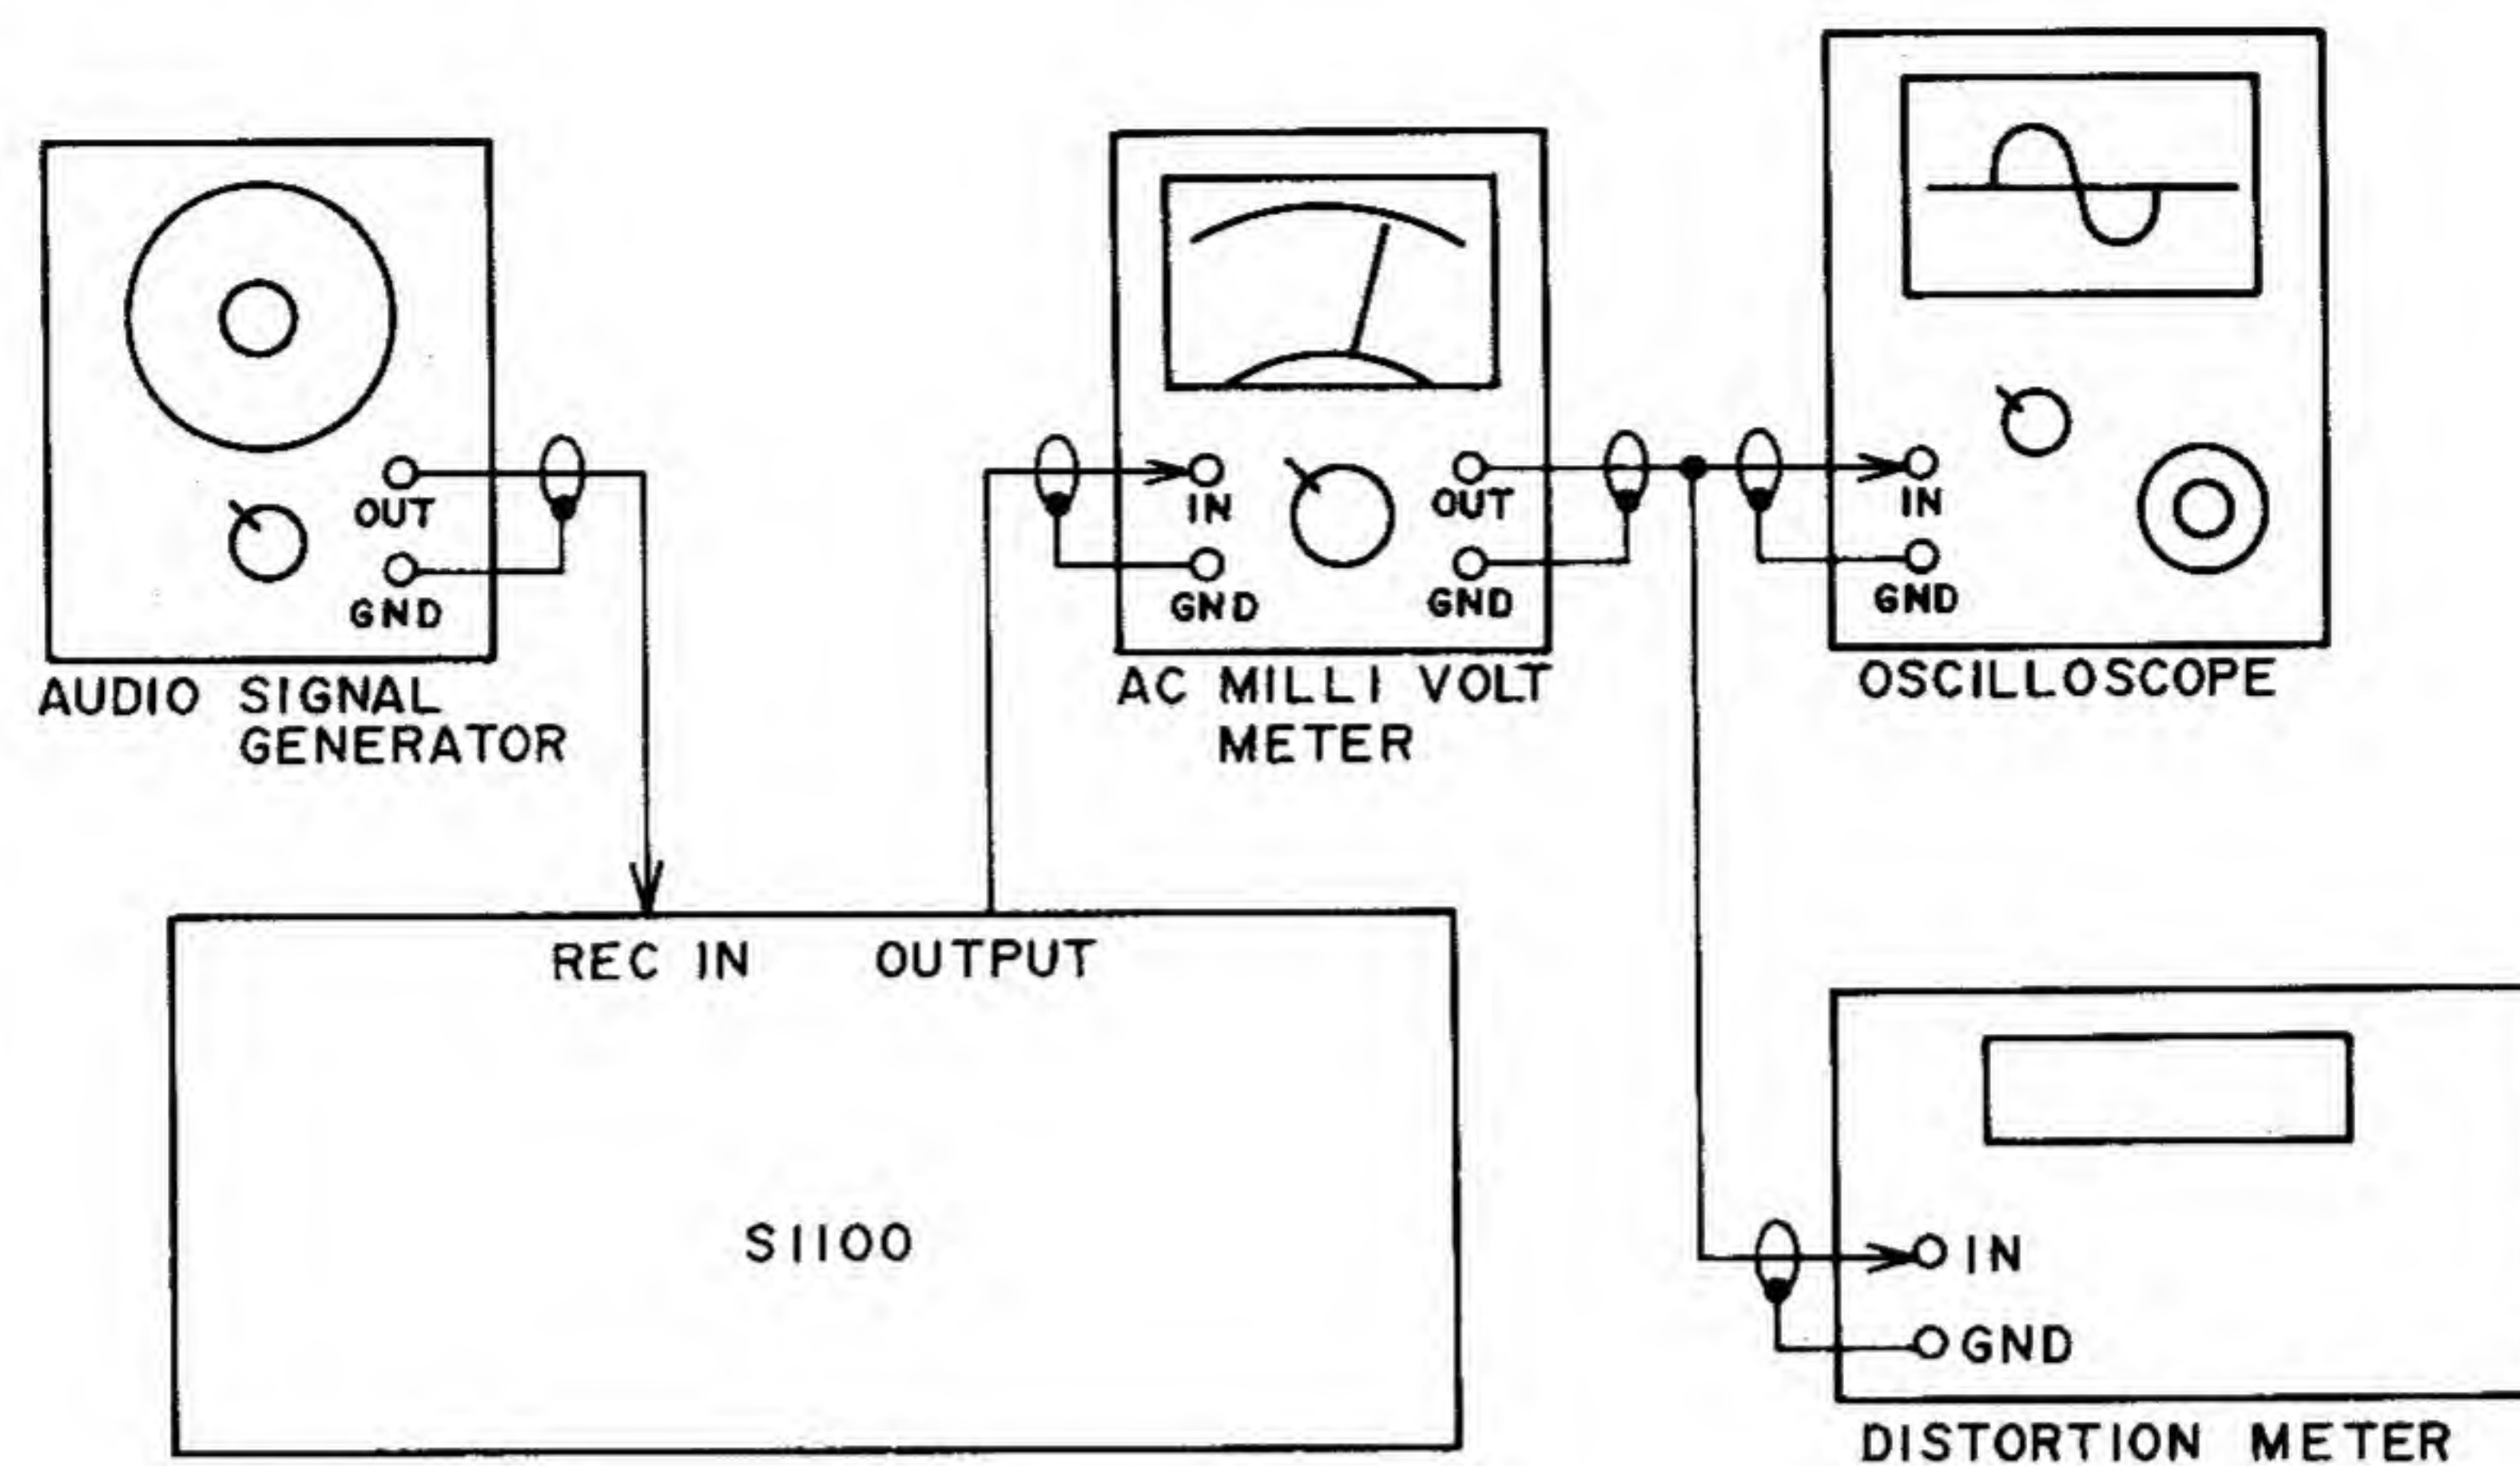 OUT
GND
AUDIO SIGNAL
GENERATOR
IN
GND
OUT
GND
AC MILLI VOLT
METER
IN
GND
OSCILLOSCOPE
REC IN
OUTPUT
S1100
IN
GND
DISTORTION METER